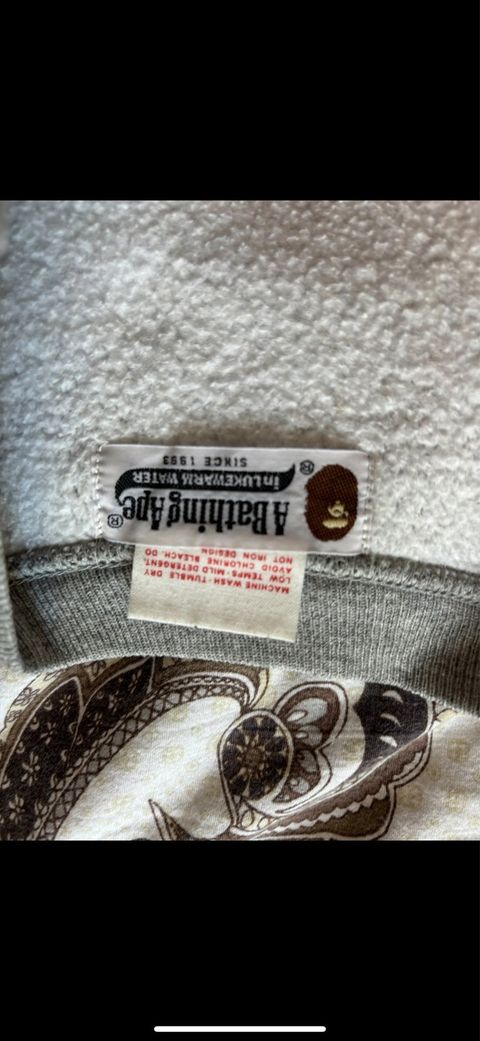 A Bathing Ape®
in LUKEWARM WATER®
SINCE 1993
MACHINE WASH-TUMBLE DRY
LOW TEMPS-MILD DETERGENT.
AVOID CHLORINE BLEACH. DO
NOT IRON DESIGN